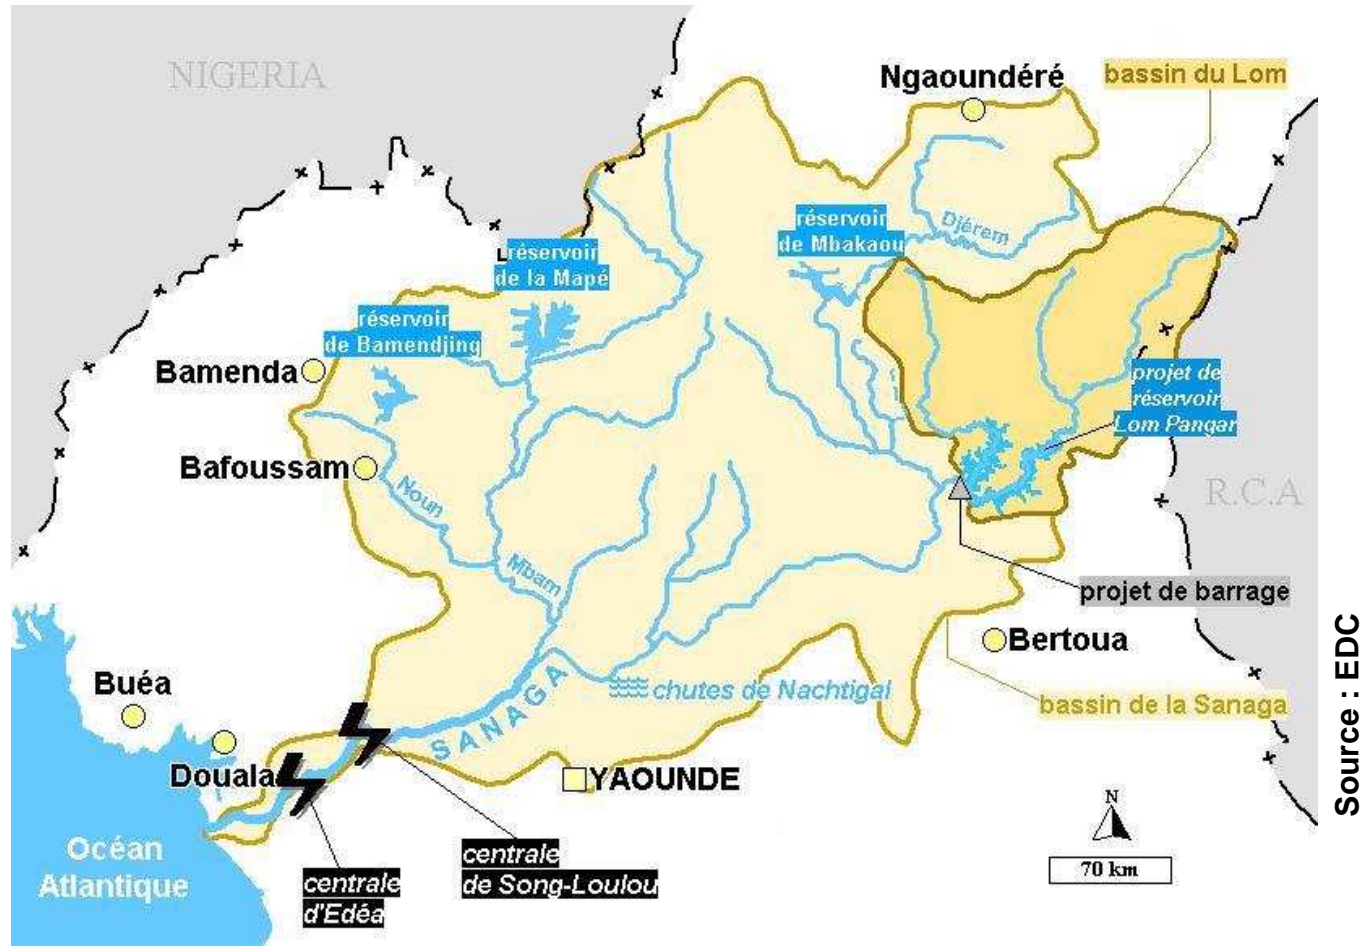 NIGERIA
Ngaoundéré
bassin du Lom
réservoir
de Mbakaou
Djérem
réservoir
de la Mapé
réservoir
de Bamendjing
Bamenda
projet de
réservoir
Lom Pangar
Bafoussam
Noun
R.C.A
Mbam
projet de barrage
Bertoua
Buéa
chutes de Nachtigal
bassin de la Sanaga
SANAGA
Douala
YAOUNDE
Océan
Atlantique
centrale
de Song-Loulou
centrale
d'Edéa
N
70 km
Source : EDC